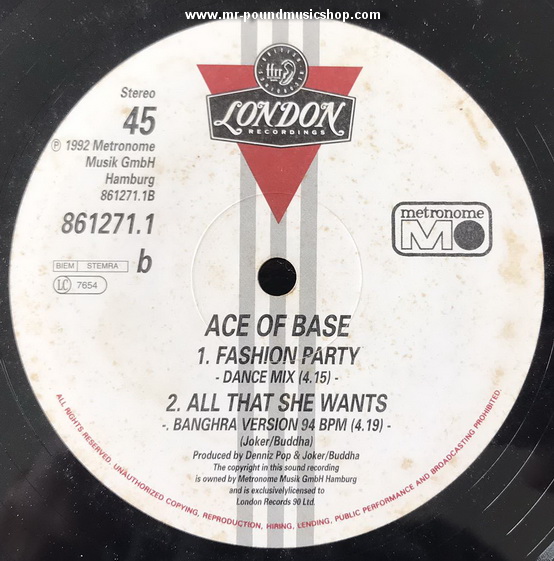 www.mr-poundmusicshop.com
ffrr
LONDON
RECORDINGS
Stereo
45
℗ 1992 Metronome
Musik GmbH
Hamburg
861271.1B
861271.1
BIEM STEMRA b
LC 7654
metronome
MO
ACE OF BASE
1. FASHION PARTY
- DANCE MIX (4.15) -
2. ALL THAT SHE WANTS
-. BANGHRA VERSION 94 BPM (4.19) -
(Joker/Buddha)
Produced by Denniz Pop & Joker/Buddha
The copyright in this sound recording
is owned by Metronome Musik GmbH Hamburg
and is exclusivelylicensed to
London Records 90 Ltd.
ALL RIGHTS RESERVED. UNAUTHORIZED COPYING, REPRODUCTION, HIRING, LENDING, PUBLIC PERFORMANCE AND BROADCASTING PROHIBITED.